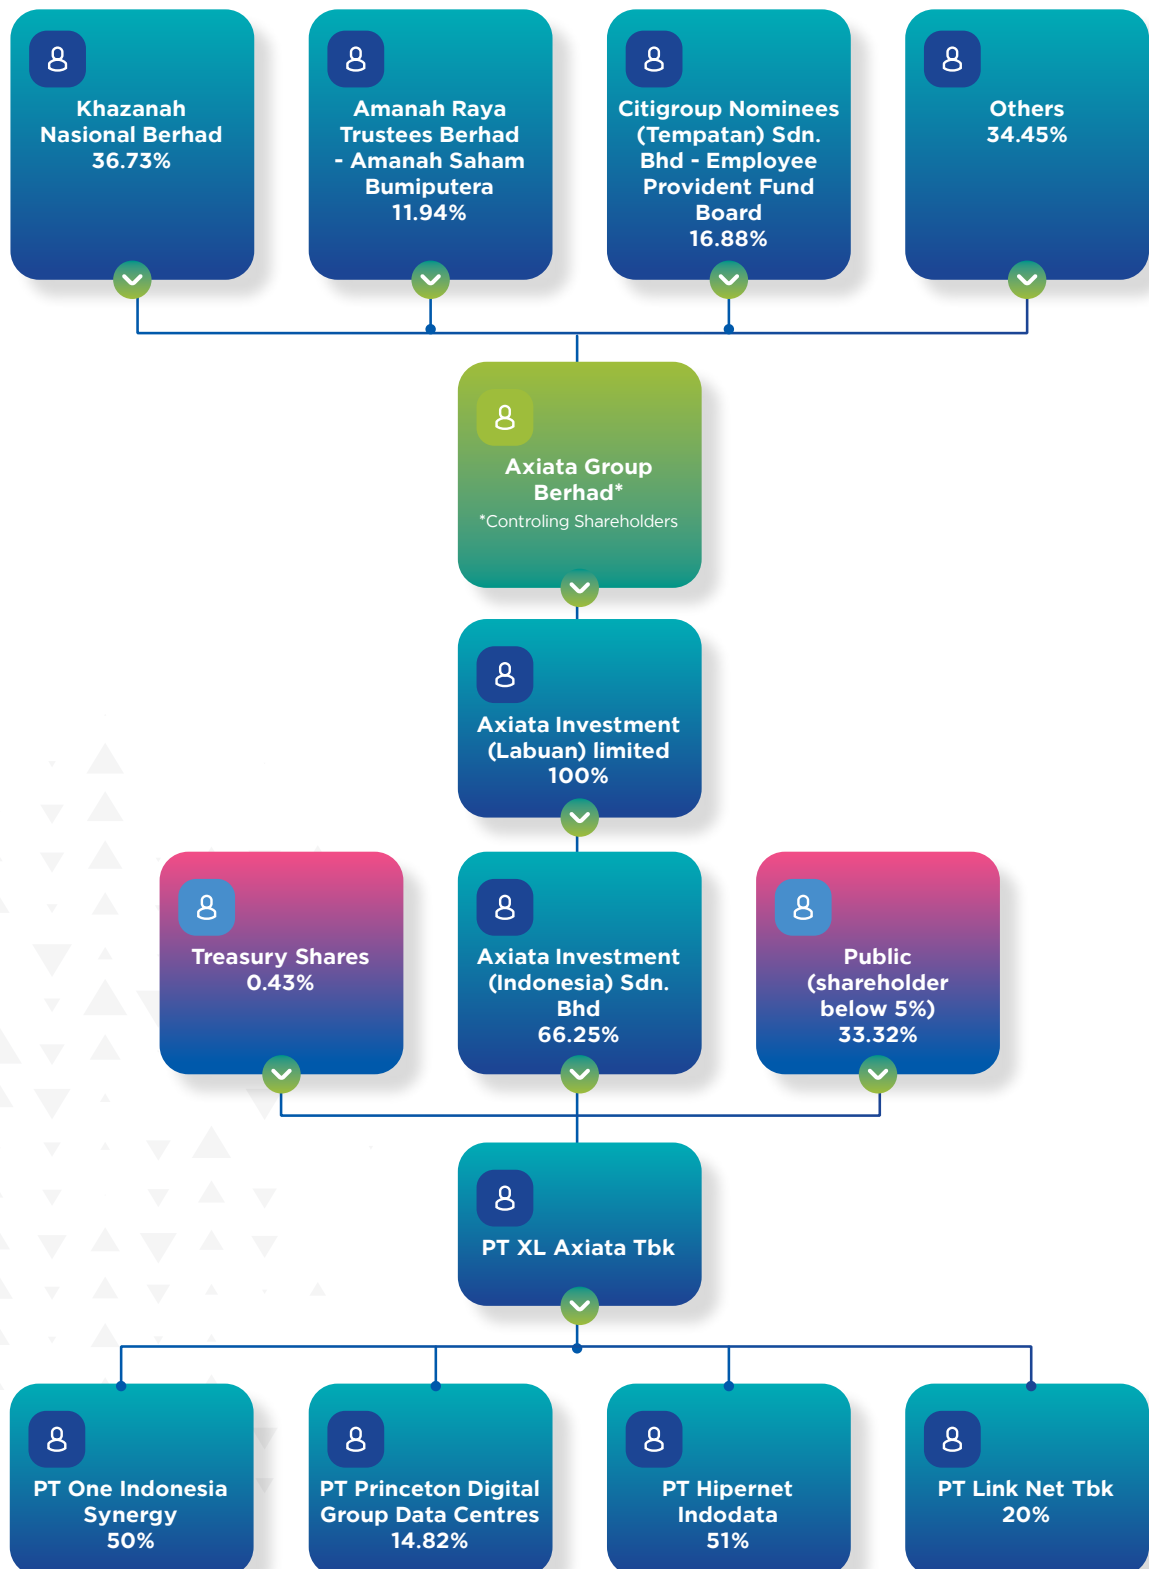 Khazanah
Nasional Berhad
36.73%
Amanah Raya
Trustees Berhad
- Amanah Saham
Bumiputera
11.94%
Citigroup Nominees
(Tempatan) Sdn.
Bhd - Employee
Provident Fund
Board
16.88%
Others
34.45%
Axiata Group
Berhad*
*Controling Shareholders
Axiata Investment
(Labuan) limited
100%
Treasury Shares
0.43%
Axiata Investment
(Indonesia) Sdn.
Bhd
66.25%
Public
(shareholder
below 5%)
33.32%
PT XL Axiata Tbk
PT One Indonesia
Synergy
50%
PT Princeton Digital
Group Data Centres
14.82%
PT Hipernet
Indodata
51%
PT Link Net Tbk
20%